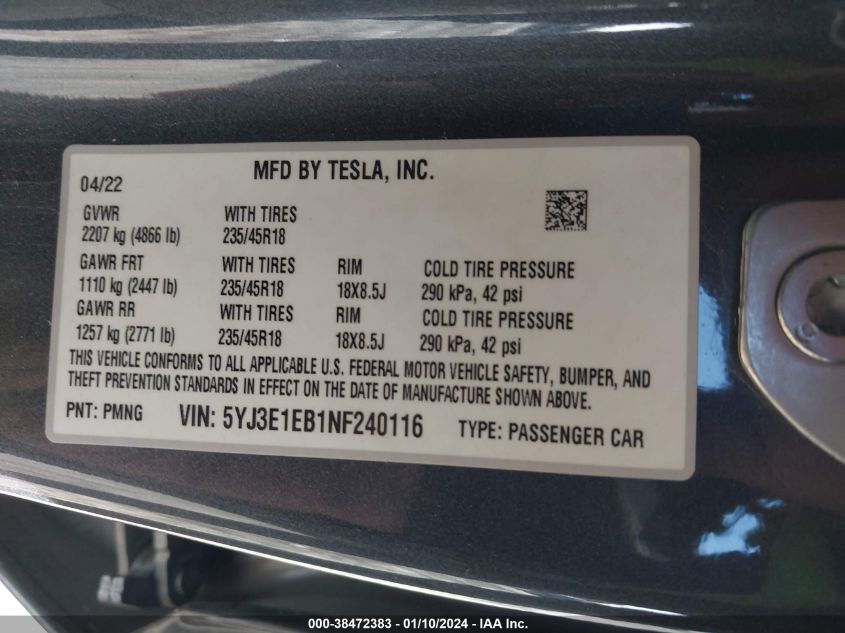 MFD BY TESLA, INC.
04/22
GVWR WITH TIRES
2207 kg (4866 lb) 235/45R18
GAWR FRT WITH TIRES RIM COLD TIRE PRESSURE
1110 kg (2447 lb) 235/45R18 18X8.5J 290 kPa, 42 psi
GAWR RR WITH TIRES RIM COLD TIRE PRESSURE
1257 kg (2771 lb) 235/45R18 18X8.5J 290 kPa, 42 psi
THIS VEHICLE CONFORMS TO ALL APPLICABLE U.S. FEDERAL MOTOR VEHICLE SAFETY, BUMPER, AND
THEFT PREVENTION STANDARDS IN EFFECT ON THE DATE OF MANUFACTURE SHOWN ABOVE.
PNT: PMNG VIN: 5YJ3E1EB1NF240116 TYPE: PASSENGER CAR
000-38472383 - 01/10/2024 - IAA Inc.